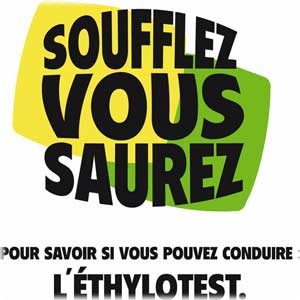 SOUFFLEZ
VOUS
SAUREZ
POUR SAVOIR SI VOUS POUVEZ CONDUIRE :
L'ÉTHYLOTEST.